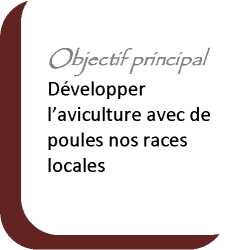 Objectif principal
Développer
l’aviculture avec de
poules nos races
locales